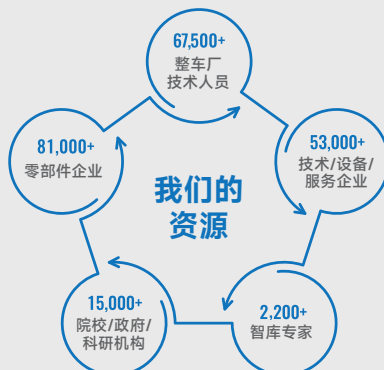 67,500+
整车厂
技术人员
81,000+
零部件企业
53,000+
技术/设备/
服务企业
我们的
资源
15,000+
院校/政府/
科研机构
2,200+
智库专家